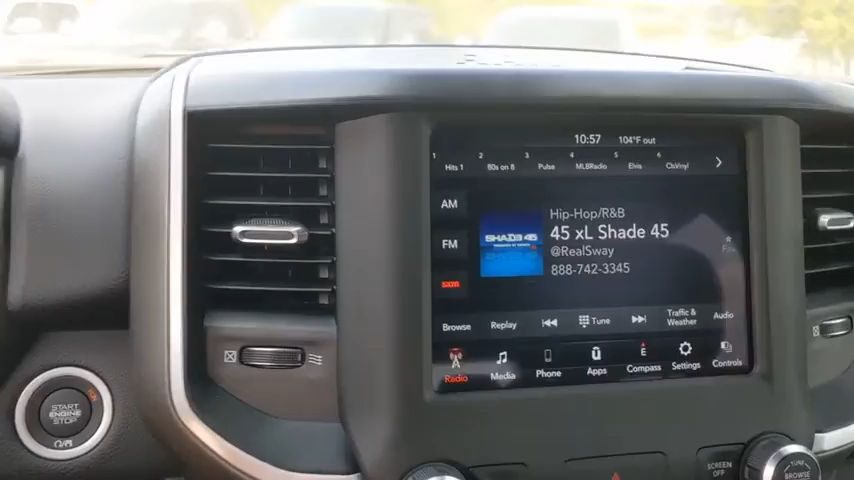 10:57 104°F out
1 2 3 4 5 6
Hits 1 60s on 6 Pulse MLBRadio Elvis ClsVinyl
AM
FM
sxm
SHADE 45
Hip-Hop/R&B
45 xL Shade 45
@RealSway
888-742-3345
Browse Replay Tune Traffic & Weather Audio
Radio Media Phone Apps E Compass Settings Controls
START
ENGINE
STOP
SCREEN
OFF
TUNE
BROWSE